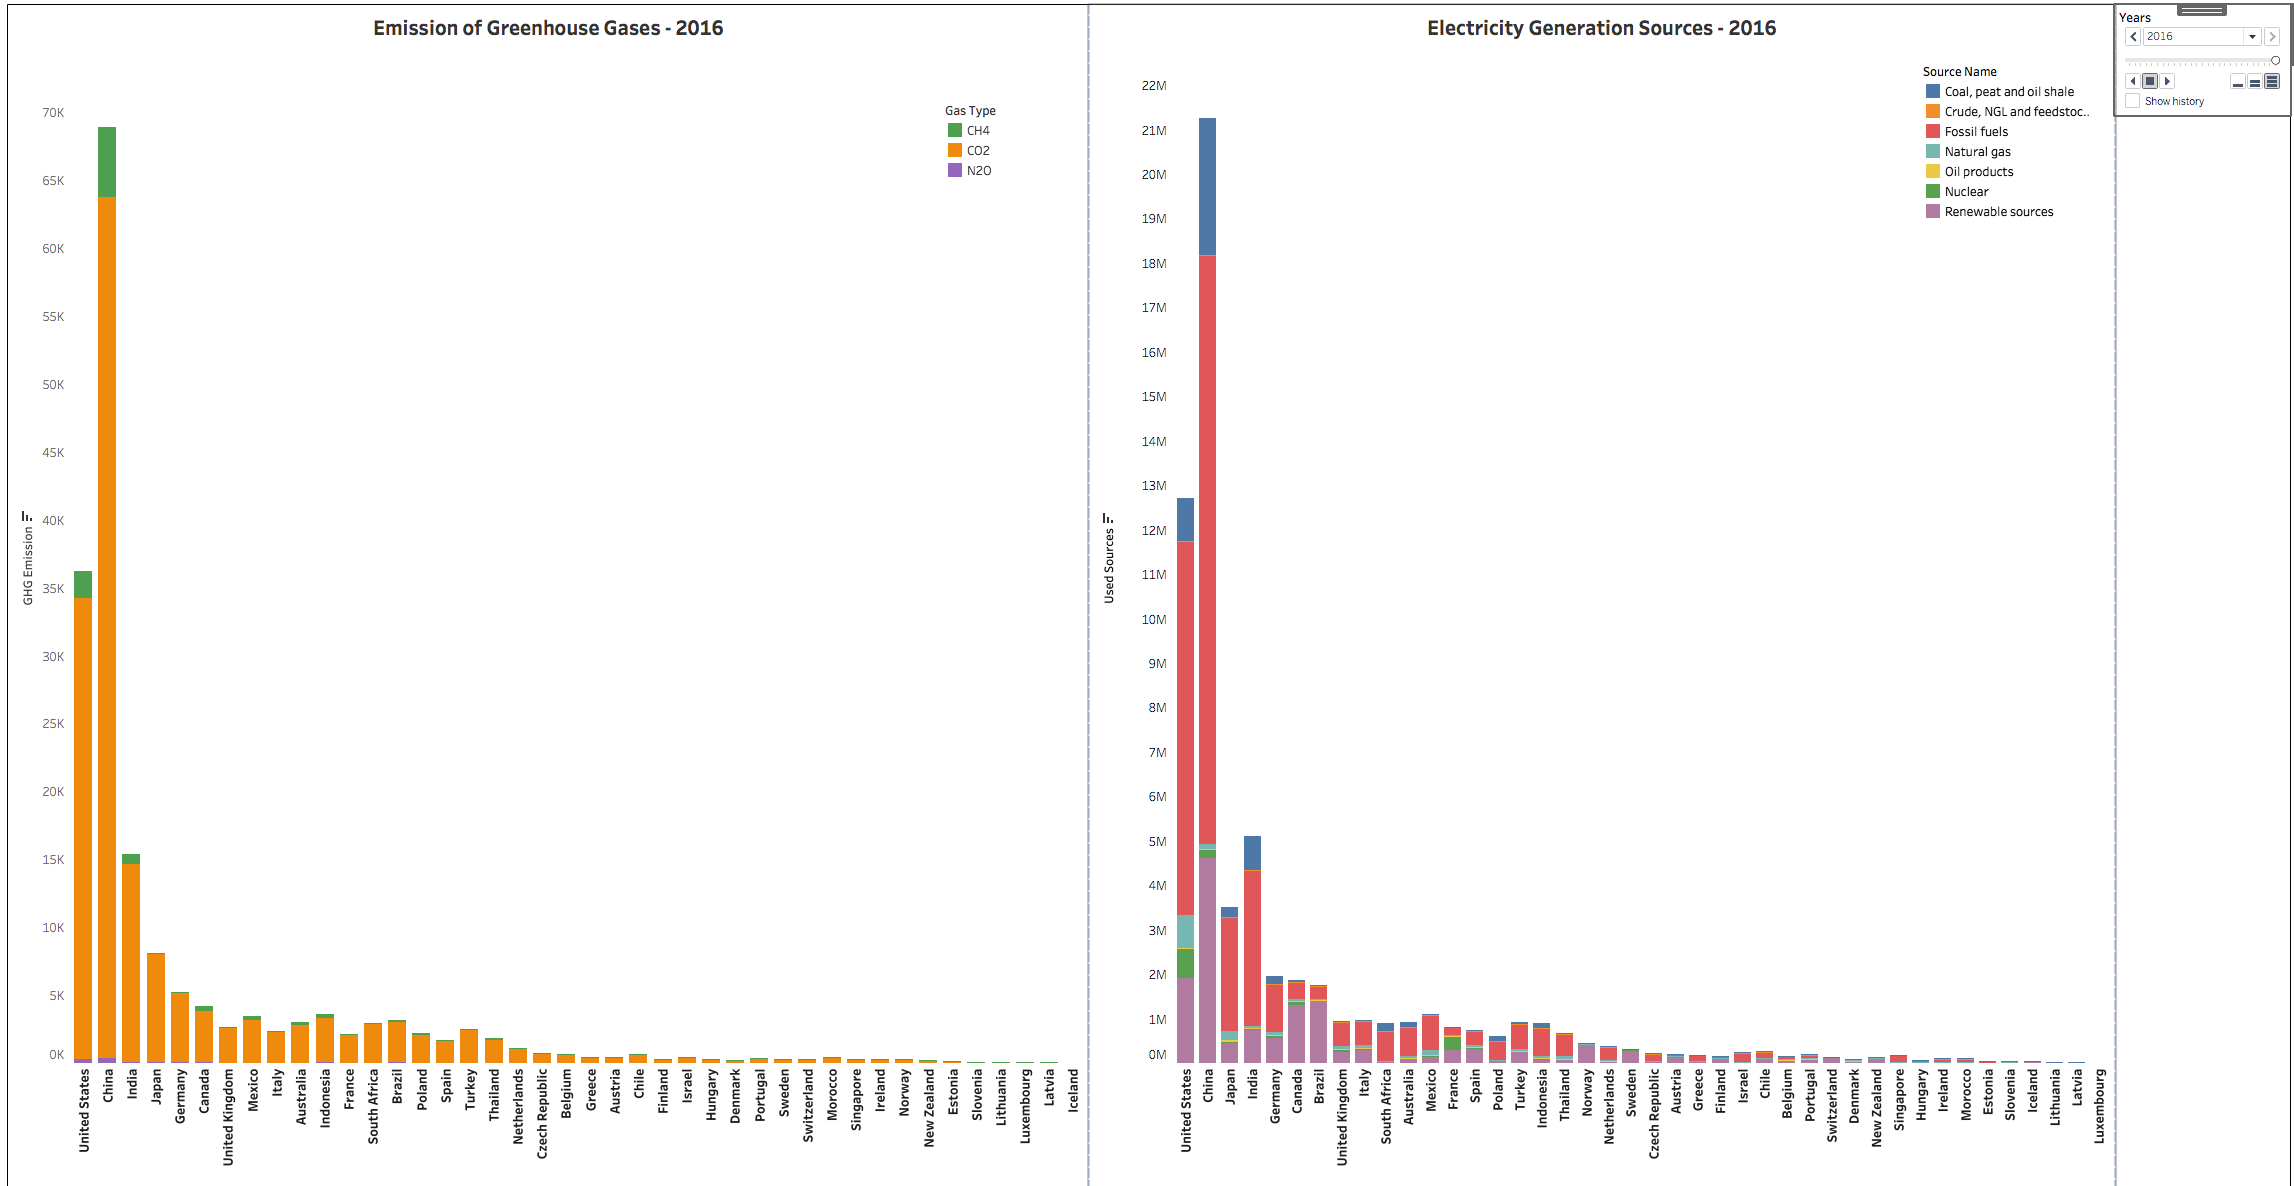 Emission of Greenhouse Gases - 2016
Gas Type
CH4
CO2
N2O
GHG Emission
70K
65K
60K
55K
50K
45K
40K
35K
30K
25K
20K
15K
10K
5K
0K
United States
China
India
Japan
Germany
Canada
United Kingdom
Mexico
Italy
Australia
Indonesia
France
South Africa
Brazil
Poland
Spain
Turkey
Thailand
Netherlands
Czech Republic
Belgium
Greece
Austria
Chile
Finland
Israel
Hungary
Denmark
Portugal
Sweden
Switzerland
Morocco
Singapore
Ireland
Norway
New Zealand
Estonia
Slovenia
Lithuania
Luxembourg
Latvia
Iceland
Electricity Generation Sources - 2016
Source Name
Coal, peat and oil shale
Crude, NGL and feedstoc..
Fossil fuels
Natural gas
Oil products
Nuclear
Renewable sources
Used Sources
22M
21M
20M
19M
18M
17M
16M
15M
14M
13M
12M
11M
10M
9M
8M
7M
6M
5M
4M
3M
2M
1M
0M
United States
China
Japan
India
Germany
Canada
Brazil
United Kingdom
Italy
South Africa
Australia
Mexico
France
Spain
Poland
Turkey
Indonesia
Thailand
Norway
Netherlands
Sweden
Czech Republic
Austria
Greece
Finland
Israel
Chile
Belgium
Portugal
Switzerland
Denmark
New Zealand
Singapore
Hungary
Ireland
Morocco
Estonia
Slovenia
Iceland
Lithuania
Latvia
Luxembourg
Years
2016
Show history